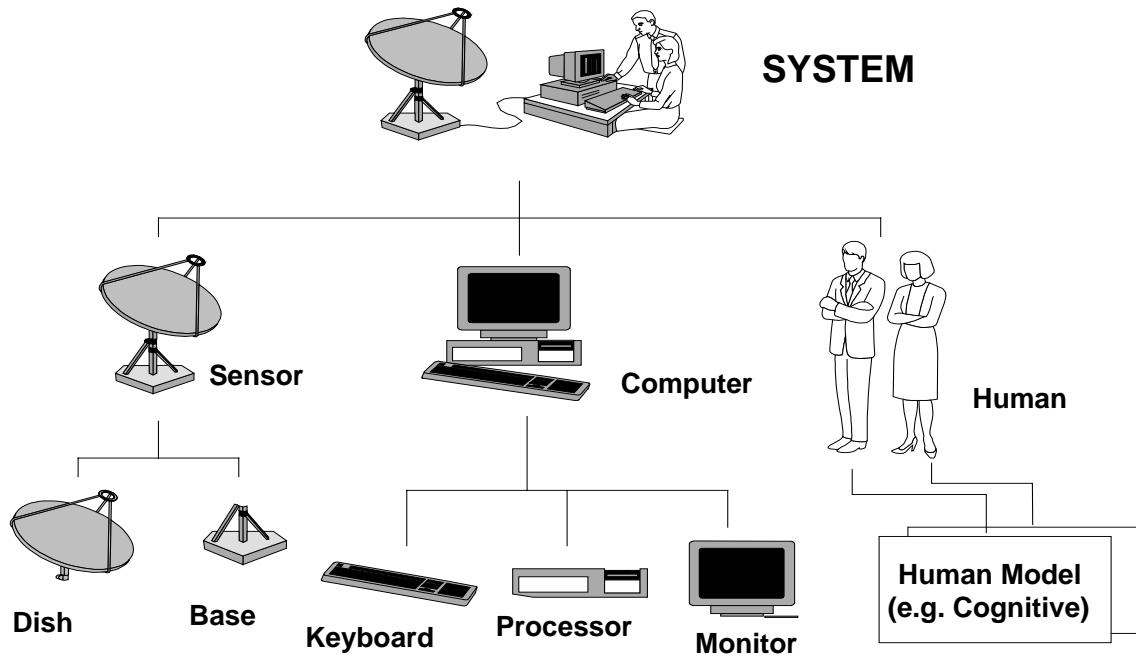 SYSTEM
Sensor
Computer
Human
Dish
Base
Keyboard
Processor
Monitor
Human Model
(e.g. Cognitive)